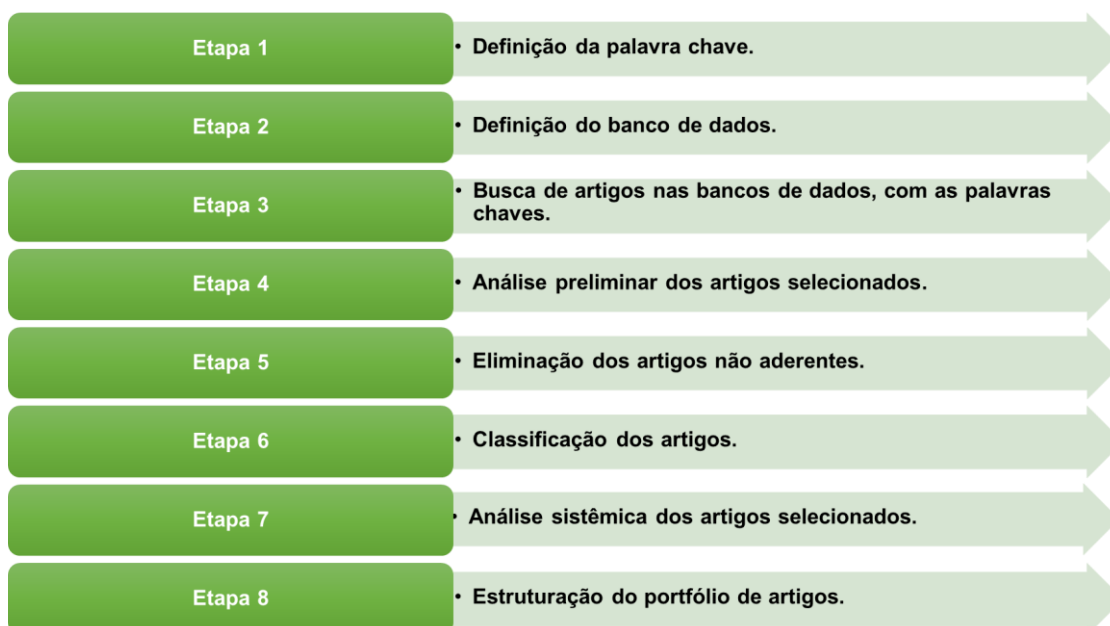 Etapa 1
• Definição da palavra chave.
Etapa 2
• Definição do banco de dados.
Etapa 3
• Busca de artigos nas bancos de dados, com as palavras
chaves.
Etapa 4
• Análise preliminar dos artigos selecionados.
Etapa 5
• Eliminação dos artigos não aderentes.
Etapa 6
• Classificação dos artigos.
Etapa 7
• Análise sistêmica dos artigos selecionados.
Etapa 8
• Estruturação do portfólio de artigos.